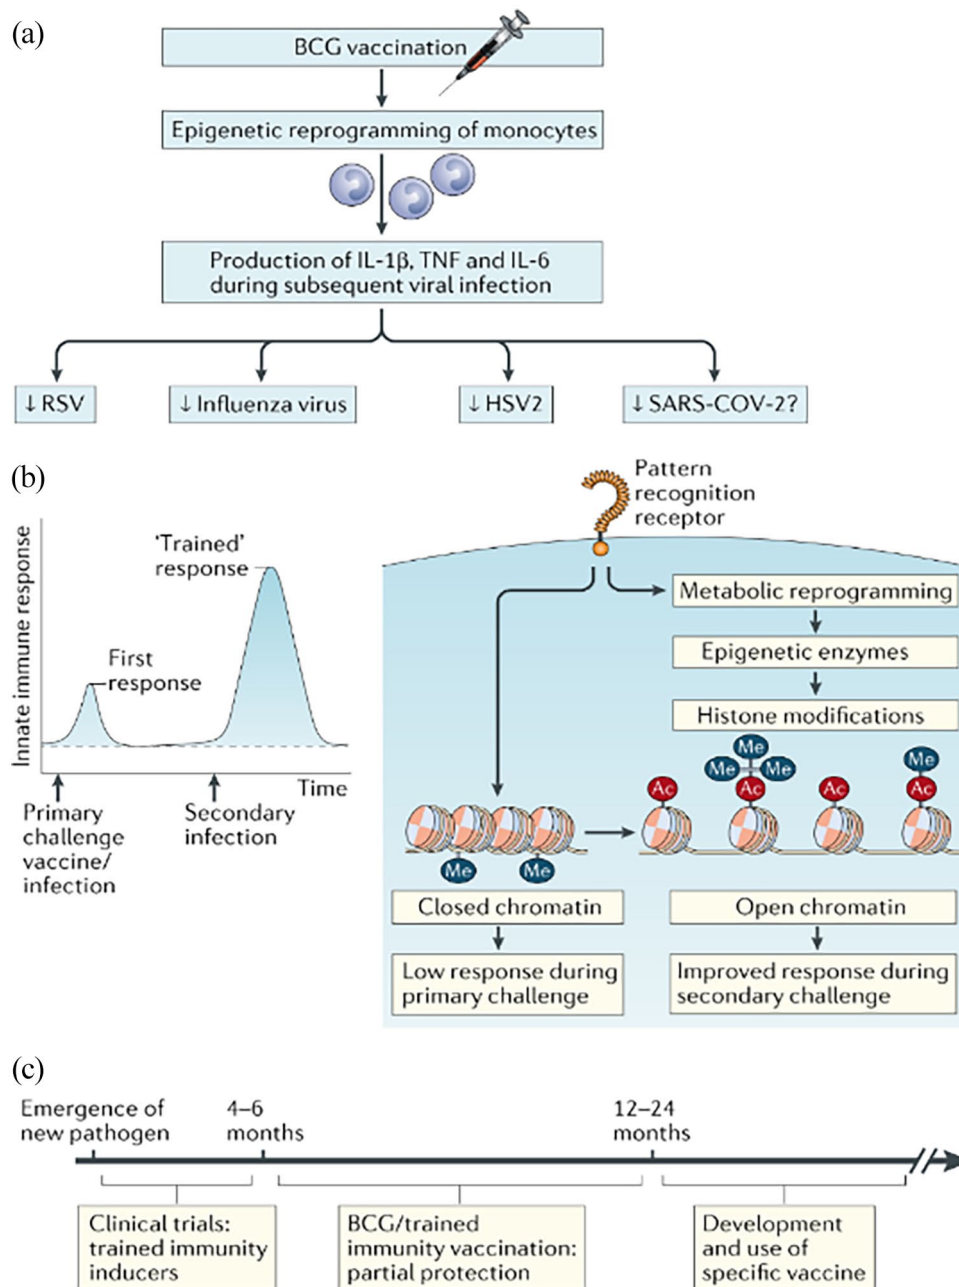 (a)
BCG vaccination
Epigenetic reprogramming of monocytes
Production of IL-1β, TNF and IL-6
during subsequent viral infection
↓ RSV
↓ Influenza virus
↓ HSV2
↓ SARS-COV-2?
(b)
Innate immune response
'Trained'
response
First
response
Time
Primary
challenge
vaccine/
infection
Secondary
infection
Pattern
recognition
receptor
Metabolic reprogramming
Epigenetic enzymes
Histone modifications
Me
Me
Me
Me
Ac
Ac
Ac
Ac
Me
Me
Closed chromatin
Open chromatin
Low response during
primary challenge
Improved response during
secondary challenge
(c)
Emergence of
new pathogen
4–6
months
12–24
months
Clinical trials:
trained immunity
inducers
BCG/trained
immunity vaccination:
partial protection
Development
and use of
specific vaccine